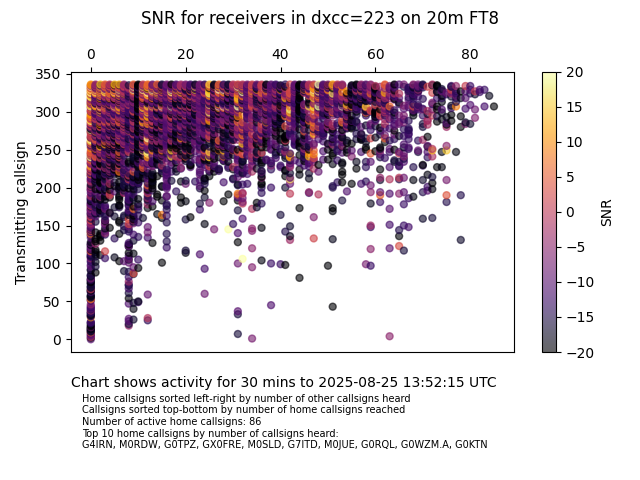 SNR for receivers in dxcc=223 on 20m FT8
0 20 40 60 80
350
300
250
200
150
100
50
0
Transmitting callsign
20
15
10
5
0
−5
−10
−15
−20
SNR
Chart shows activity for 30 mins to 2025-08-25 13:52:15 UTC
Home callsigns sorted left-right by number of other callsigns heard
Callsigns sorted top-bottom by number of home callsigns reached
Number of active home callsigns: 86
Top 10 home callsigns by number of callsigns heard:
G4IRN, M0RDW, G0TPZ, GX0FRE, M0SLD, G7ITD, M0JUE, G0RQL, G0WZM.A, G0KTN